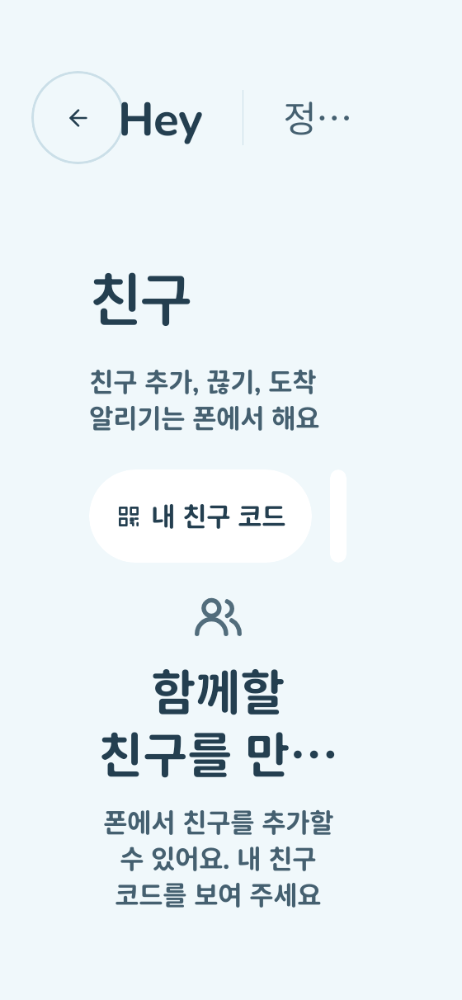 Hey
정…
친구
친구 추가, 끊기, 도착
알리기는 폰에서 해요
내 친구 코드
함께할
친구를 만…
폰에서 친구를 추가할
수 있어요. 내 친구
코드를 보여 주세요